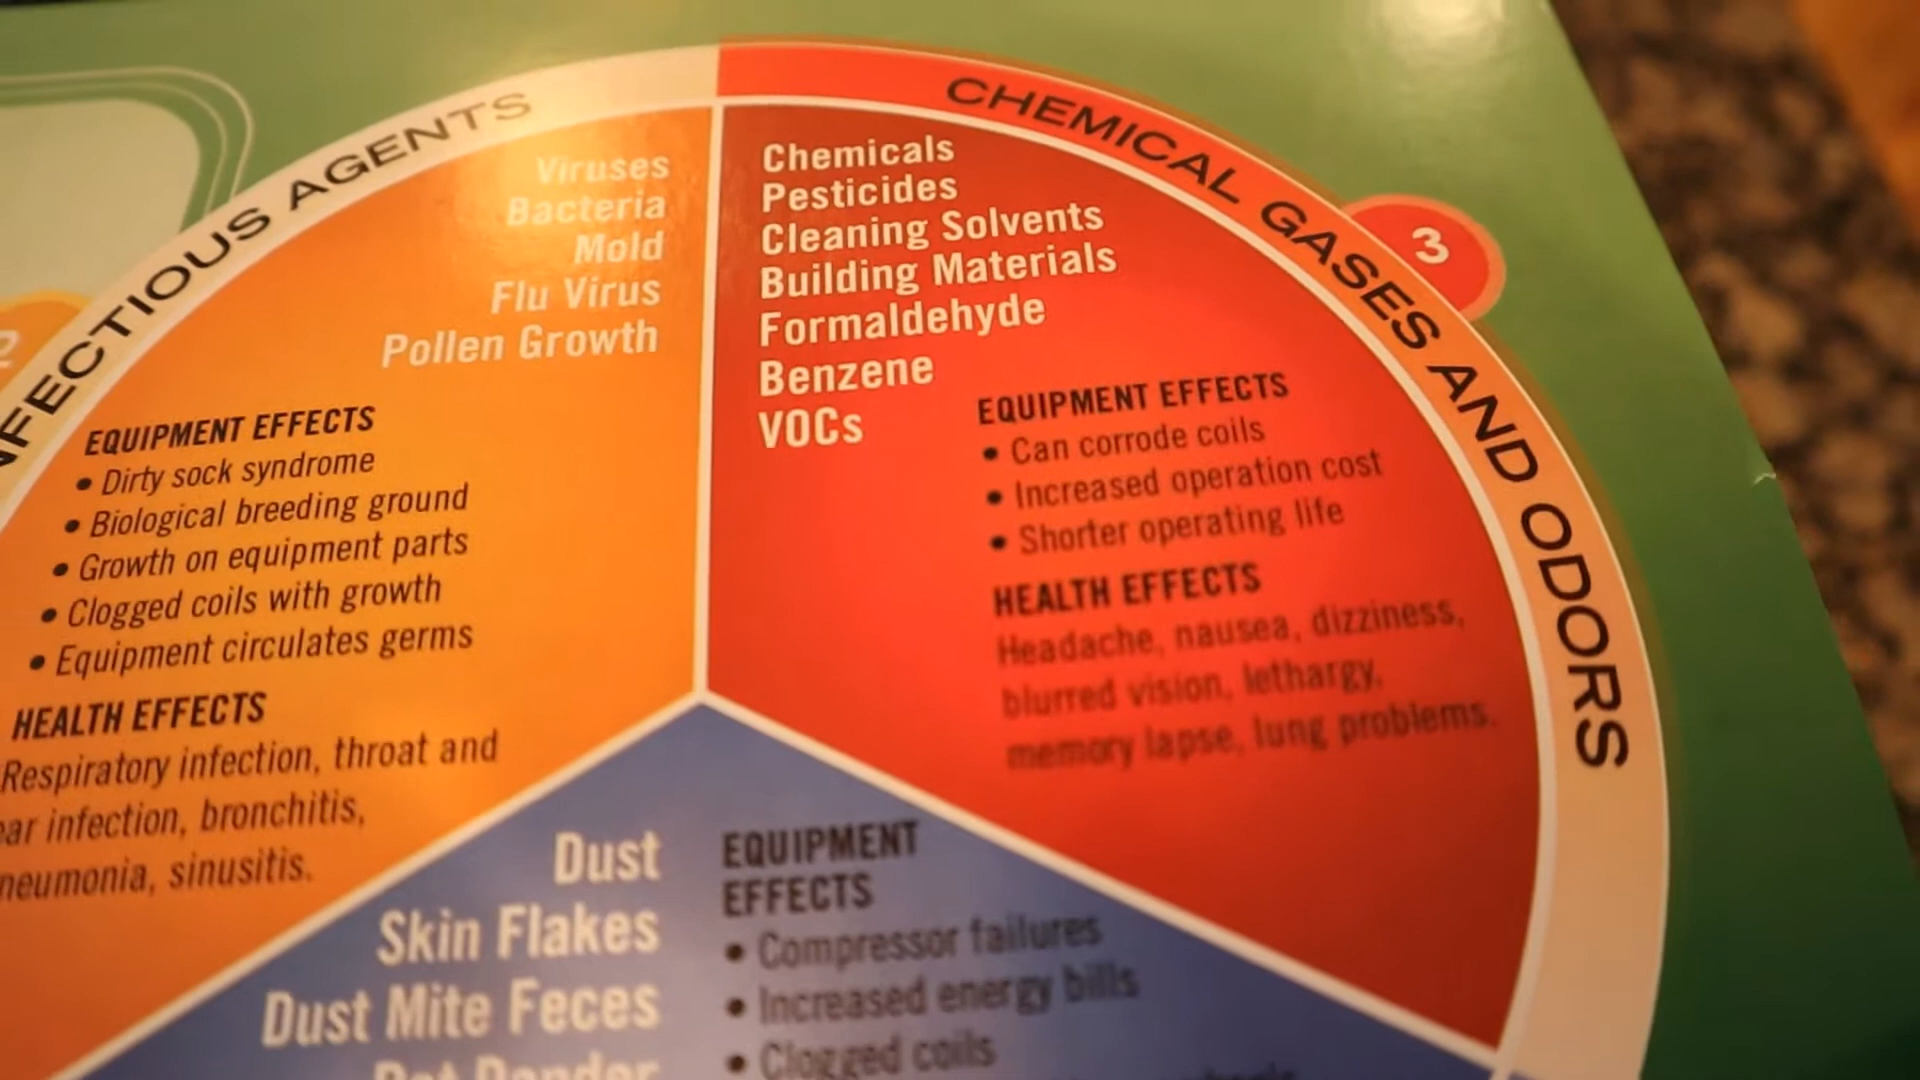 INFECTIOUS AGENTS
Viruses
Bacteria
Mold
Flu Virus
Pollen Growth
EQUIPMENT EFFECTS
• Dirty sock syndrome
• Biological breeding ground
• Growth on equipment parts
• Clogged coils with growth
• Equipment circulates germs
HEALTH EFFECTS
Respiratory infection, throat and
ear infection, bronchitis,
pneumonia, sinusitis.
CHEMICAL GASES AND ODORS
3
Chemicals
Pesticides
Cleaning Solvents
Building Materials
Formaldehyde
Benzene
VOCs
EQUIPMENT EFFECTS
• Can corrode coils
• Increased operation cost
• Shorter operating life
HEALTH EFFECTS
Headache, nausea, dizziness,
blurred vision, lethargy,
memory lapse, lung problems.
2
Dust
Skin Flakes
Dust Mite Feces
Pet Dander
EQUIPMENT
EFFECTS
• Compressor failures
• Increased energy bills
• Clogged coils